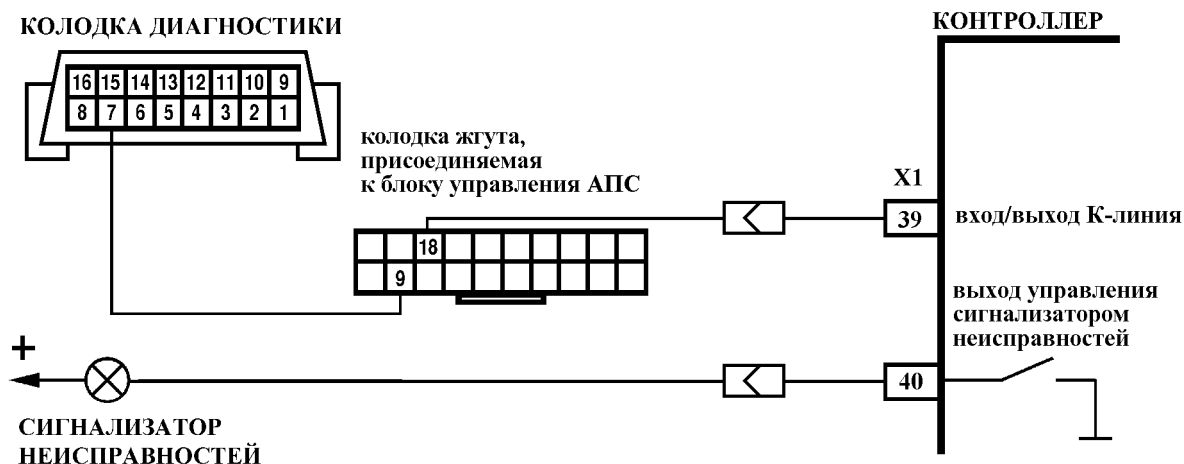 КОЛОДКА ДИАГНОСТИКИ
16 15 14 13 12 11 10 9
8 7 6 5 4 3 2 1
колодка жгута,
присоединяемая
к блоку управления АПС
18
9
КОНТРОЛЛЕР
X1
39
вход/выход К-линия
выход управления
сигнализатором
неисправностей
40
+
СИГНАЛИЗАТОР
НЕИСПРАВНОСТЕЙ